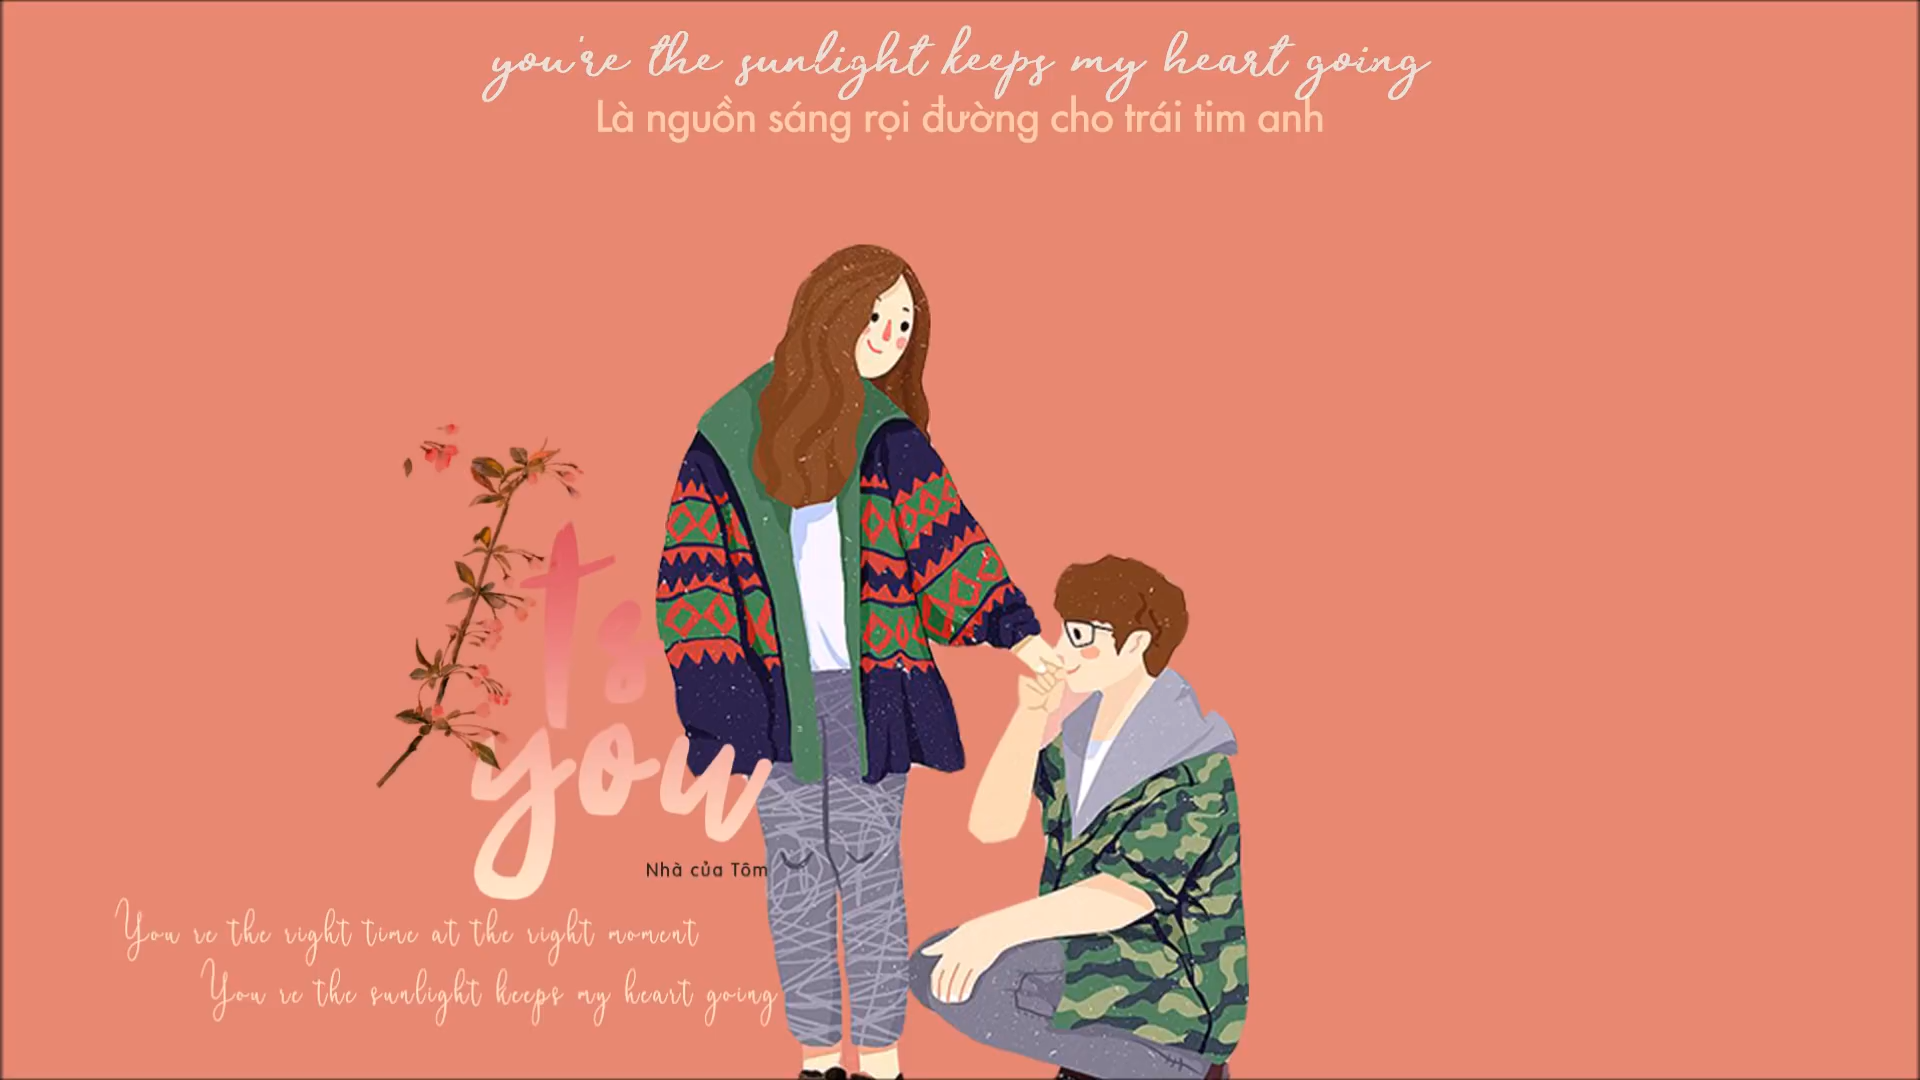 you're the sunlight keeps my heart going
Là nguồn sáng rọi đường cho trái tim anh
ts
you
Nhà của Tôm
You re the right time at the right moment
You re the sunlight keeps my heart going